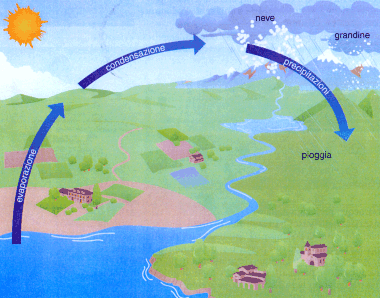 neve
grandine
condensazione
precipitazioni
evaporazione
pioggia